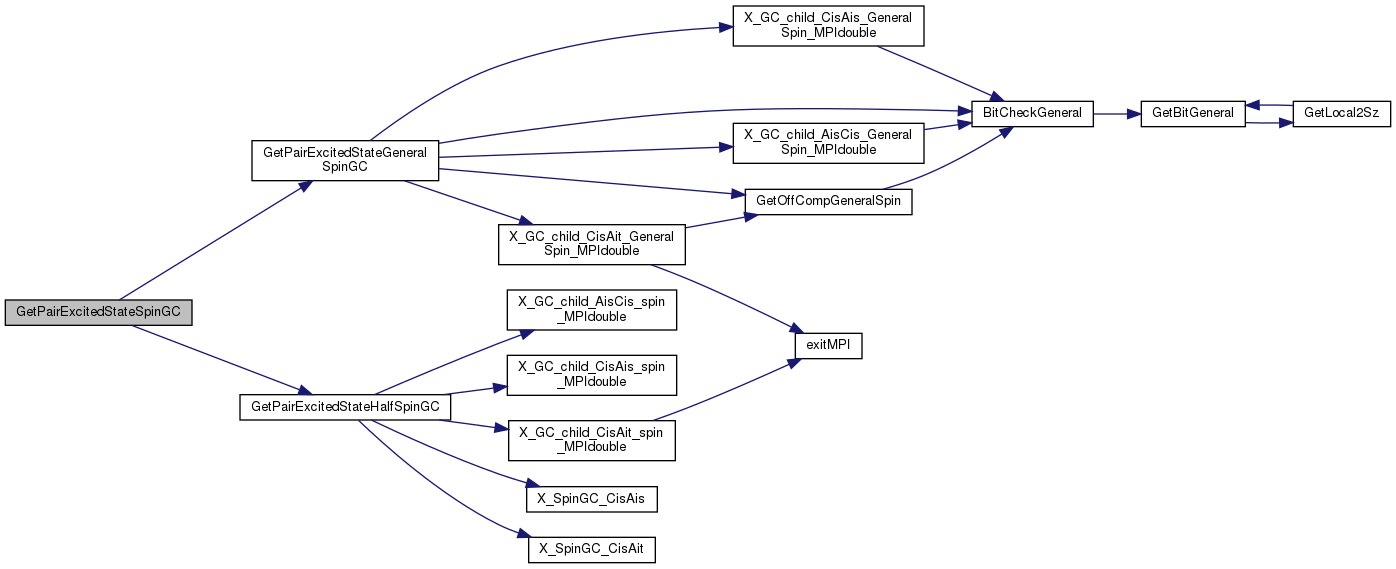 X_GC_child_CisAis_General
Spin_MPIdouble
BitCheckGeneral
GetBitGeneral
GetLocal2Sz
X_GC_child_AisCis_General
Spin_MPIdouble
GetPairExcitedStateGeneral
SpinGC
GetOffCompGeneralSpin
X_GC_child_CisAit_General
Spin_MPIdouble
GetPairExcitedStateSpinGC
X_GC_child_AisCis_spin
_MPIdouble
exitMPI
X_GC_child_CisAis_spin
_MPIdouble
GetPairExcitedStateHalfSpinGC
X_GC_child_CisAit_spin
_MPIdouble
X_SpinGC_CisAis
X_SpinGC_CisAit